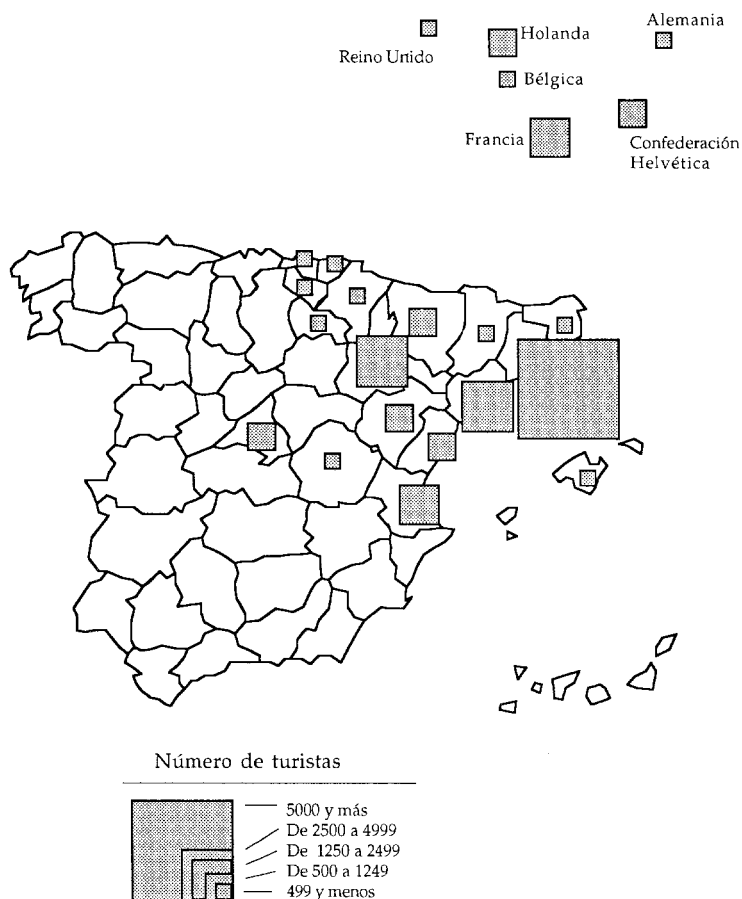 Alemania
Holanda
Reino Unido
Bélgica
Francia
Confederación
Helvética
Número de turistas
5000 y más
De 2500 a 4999
De 1250 a 2499
De 500 a 1249
499 y menos